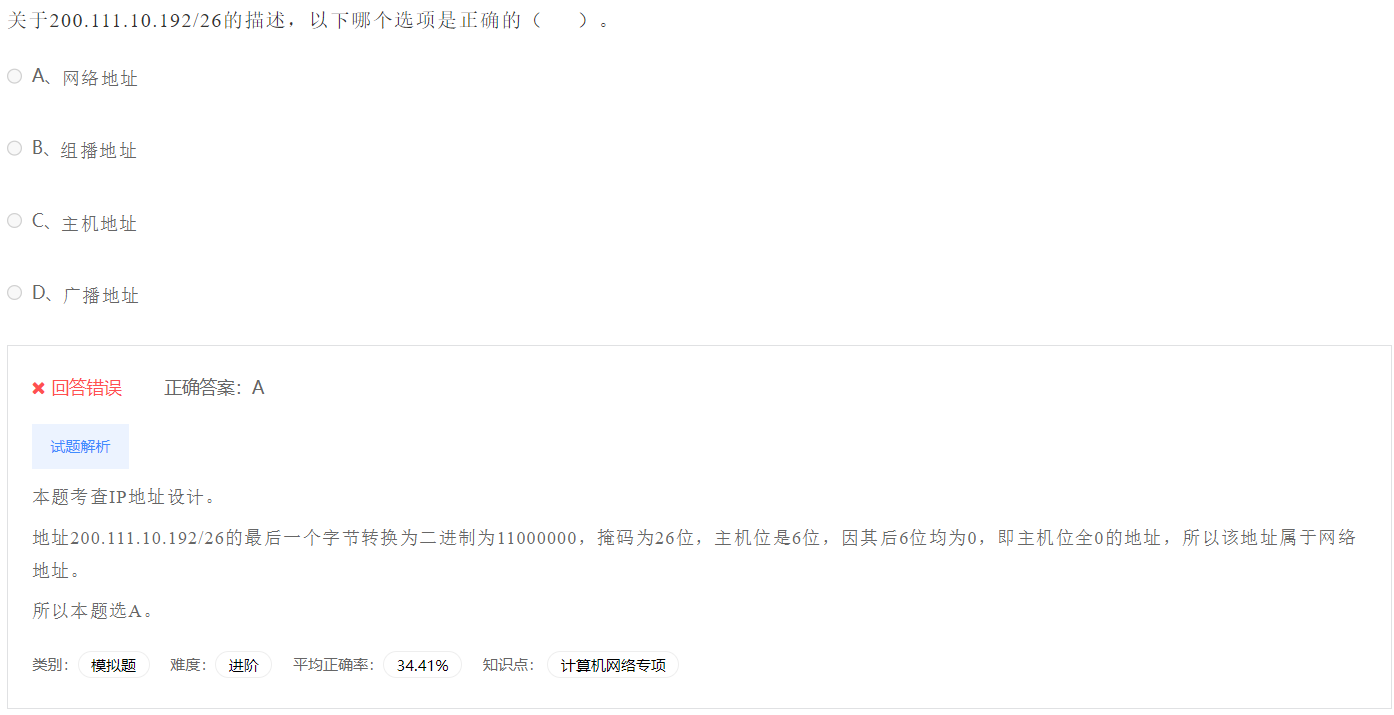 关于200.111.10.192/26的描述，以下哪个选项是正确的（　　）。
A、网络地址
B、组播地址
C、主机地址
D、广播地址
✖ 回答错误 正确答案：A
试题解析
本题考查IP地址设计。
地址200.111.10.192/26的最后一个字节转换为二进制为11000000，掩码为26位，主机位是6位，因其后6位均为0，即主机位全0的地址，所以该地址属于网络
地址。
所以本题选A。
类别： 模拟题 难度： 进阶 平均正确率： 34.41% 知识点： 计算机网络专项